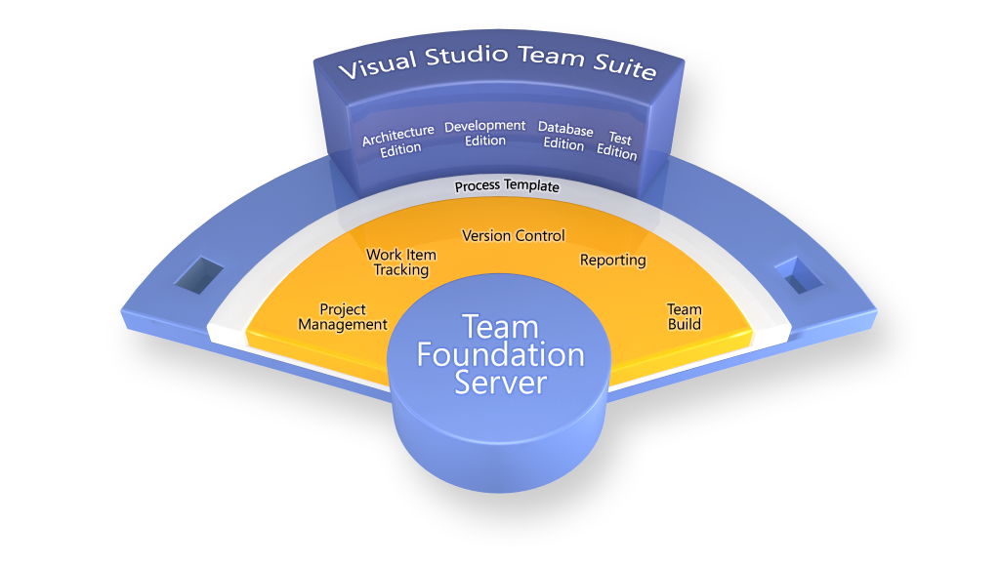 Visual Studio Team Suite
Architecture
Edition
Development
Edition
Database
Edition
Test
Edition
Process Template
Version Control
Work Item
Tracking
Reporting
Project
Management
Team
Build
Team
Foundation
Server